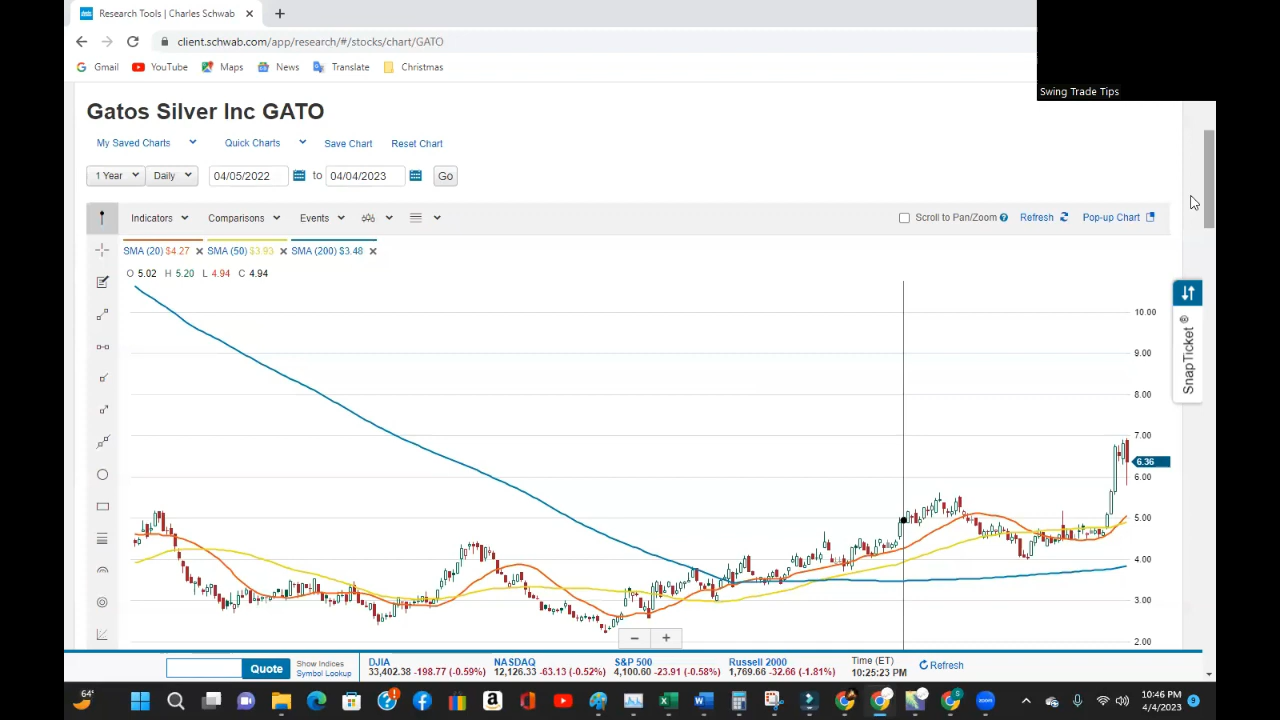 Research Tools | Charles Schwab
client.schwab.com/app/research/#/stocks/chart/GATO
Gmail YouTube Maps News Translate Christmas
Swing Trade Tips
Gatos Silver Inc GATO
My Saved Charts Quick Charts Save Chart Reset Chart
1 Year Daily 04/05/2022 to 04/04/2023 Go
Indicators Comparisons Events Scroll to Pan/Zoom Refresh Pop-up Chart
SMA (20) $4.27 SMA (50) $3.93 SMA (200) $3.48
O 5.02 H 5.20 L 4.94 C 4.94
SnapTicket ®
10.00
9.00
8.00
7.00
6.36
6.00
5.00
4.00
3.00
2.00
Quote
Show Indices
Symbol Lookup
DJIA
33,402.38 -198.77 (-0.59%)
NASDAQ
12,126.33 -63.13 (-0.52%)
S&P 500
4,100.60 -23.91 (-0.58%)
Russell 2000
1,769.66 -32.66 (-1.81%)
Time (ET)
10:25:23 PM
Refresh
64°
10:46 PM
4/4/2023